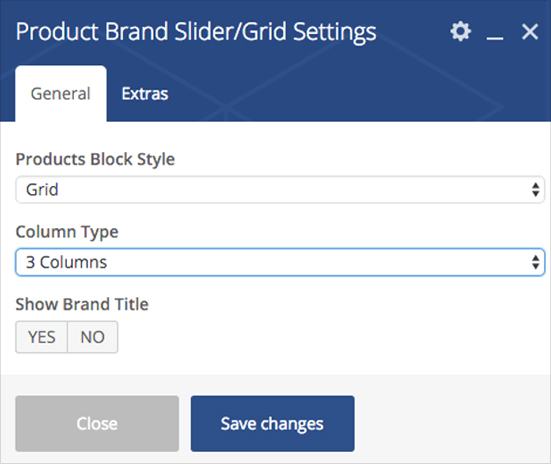 Product Brand Slider/Grid Settings
General Extras
Products Block Style
Grid
Column Type
3 Columns
Show Brand Title
YES NO
Close Save changes